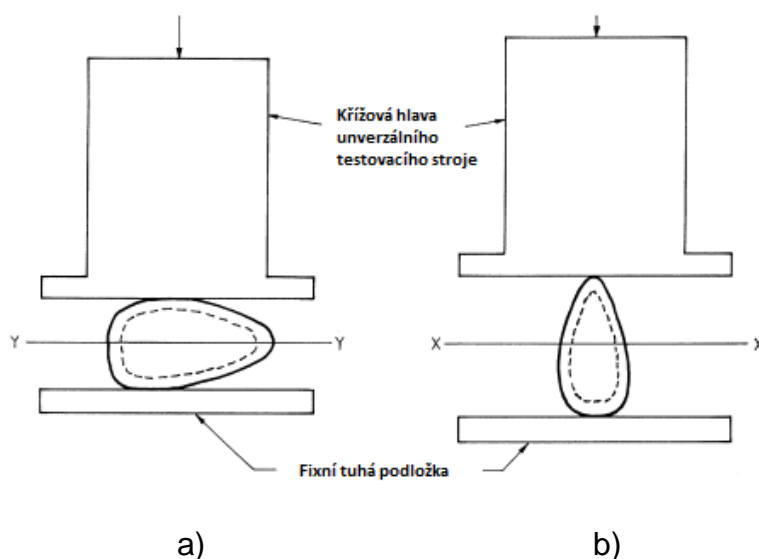 Křížová hlava
unverzálního
testovacího stroje
Y
Y
X
X
Fixní tuhá podložka
a)
b)